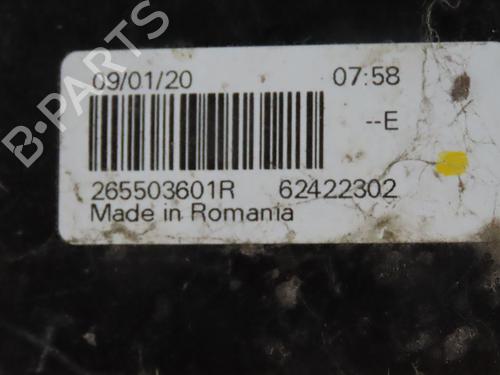 09/01/20 07:58
--E
265503601R 62422302
Made in Romania
B-PARTS